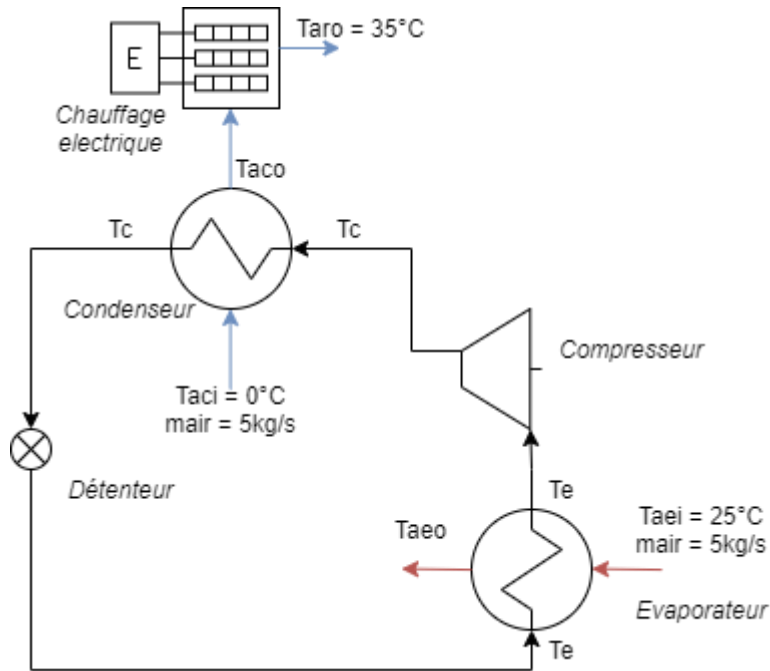 Taro = 35°C
E
Chauffage
electrique
Taco
Tc
Tc
Condenseur
Compresseur
Taci = 0°C
mair = 5kg/s
Détenteur
Te
Taeo
Taei = 25°C
mair = 5kg/s
Evaporateur
Te